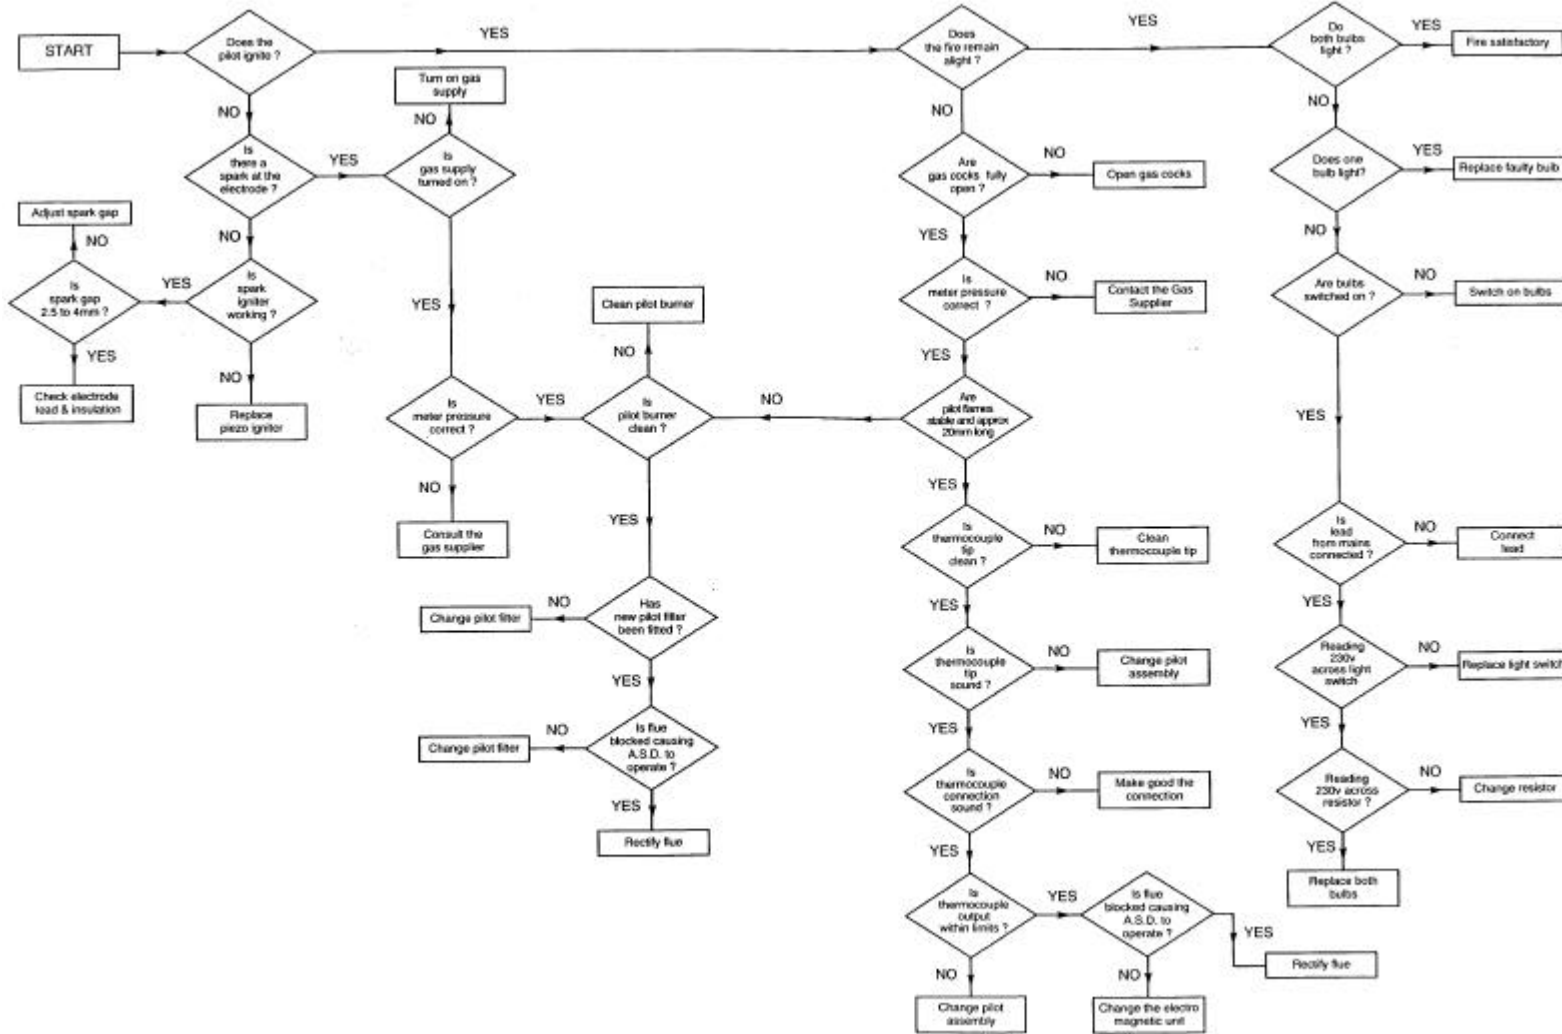 START
Does the
pilot ignite ?
YES
Does
the fire remain
alight ?
YES
Do
both bulbs
light ?
YES
Fire satisfactory
NO
Turn on gas
supply
NO
NO
NO
Is
there a
spark at the
electrode ?
YES
Is
gas supply
turned on ?
Are
gas cocks fully
open ?
NO
Open gas cocks
Does one
bulb light?
YES
Replace faulty bulb
Adjust spark gap
NO
NO
YES
NO
Is
spark gap
2.5 to 4mm ?
YES
Is
spark
igniter
working ?
YES
Clean pilot burner
Is
meter pressure
correct ?
NO
Contact the Gas
Supplier
Are bulbs
switched on ?
NO
Switch on bulbs
YES
NO
NO
YES
Check electrode
lead & insulation
Replace
piezo ignitor
Is
meter pressure
correct ?
YES
Is
pilot burner
clean ?
NO
Are
pilot flames
stable and approx
20mm long
YES
NO
YES
YES
Consult the
gas supplier
Is
thermocouple
tip
clean ?
NO
Clean
thermocouple tip
Is
lead
from mains
connected ?
NO
Connect
lead
Change pilot filter
NO
Has
new pilot filter
been fitted ?
YES
YES
YES
Is
thermocouple
tip
sound ?
NO
Change pilot
assembly
Reading
230v
across light
switch
NO
Replace light switch
Change pilot filter
NO
Is flue
blocked causing
A.S.D. to
operate ?
YES
YES
YES
Rectify flue
Is
thermocouple
connection
sound ?
NO
Make good the
connection
Reading
230v across
resistor ?
NO
Change resistor
YES
YES
Replace both
bulbs
Is
thermocouple
output
within limits ?
YES
Is flue
blocked causing
A.S.D. to
operate ?
YES
Rectify flue
NO
NO
Change pilot
assembly
Change the electro
magnetic unit